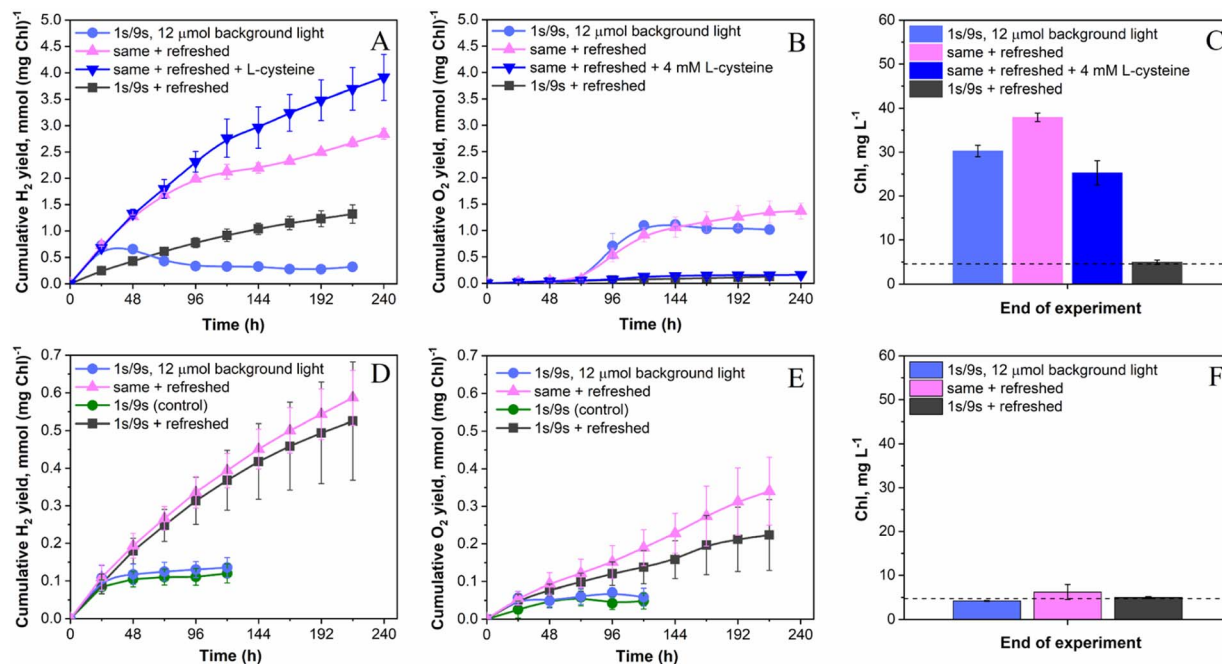 A
1s/9s, 12 μmol background light
same + refreshed
same + refreshed + L-cysteine
1s/9s + refreshed
Cumulative H₂ yield, mmol (mg Chl)⁻¹
5.0
4.5
4.0
3.5
3.0
2.5
2.0
1.5
1.0
0.5
0.0
0 48 96 144 192 240
Time (h)
B
1s/9s, 12 μmol background light
same + refreshed
same + refreshed + 4 mM L-cysteine
1s/9s + refreshed
Cumulative O₂ yield, mmol (mg Chl)⁻¹
5.0
4.5
4.0
3.5
3.0
2.5
2.0
1.5
1.0
0.5
0.0
0 48 96 144 192 240
Time (h)
C
1s/9s, 12 μmol background light
same + refreshed
same + refreshed + 4 mM L-cysteine
1s/9s + refreshed
Chl, mg L⁻¹
60
50
40
30
20
10
0
End of experiment
D
1s/9s, 12 μmol background light
same + refreshed
1s/9s (control)
1s/9s + refreshed
Cumulative H₂ yield, mmol (mg Chl)⁻¹
0.7
0.6
0.5
0.4
0.3
0.2
0.1
0.0
0 48 96 144 192 240
Time (h)
E
1s/9s, 12 μmol background light
same + refreshed
1s/9s (control)
1s/9s + refreshed
Cumulative O₂ yield, mmol (mg Chl)⁻¹
0.7
0.6
0.5
0.4
0.3
0.2
0.1
0.0
0 48 96 144 192 240
Time (h)
F
1s/9s, 12 μmol background light
same + refreshed
1s/9s + refreshed
Chl, mg L⁻¹
60
50
40
30
20
10
0
End of experiment